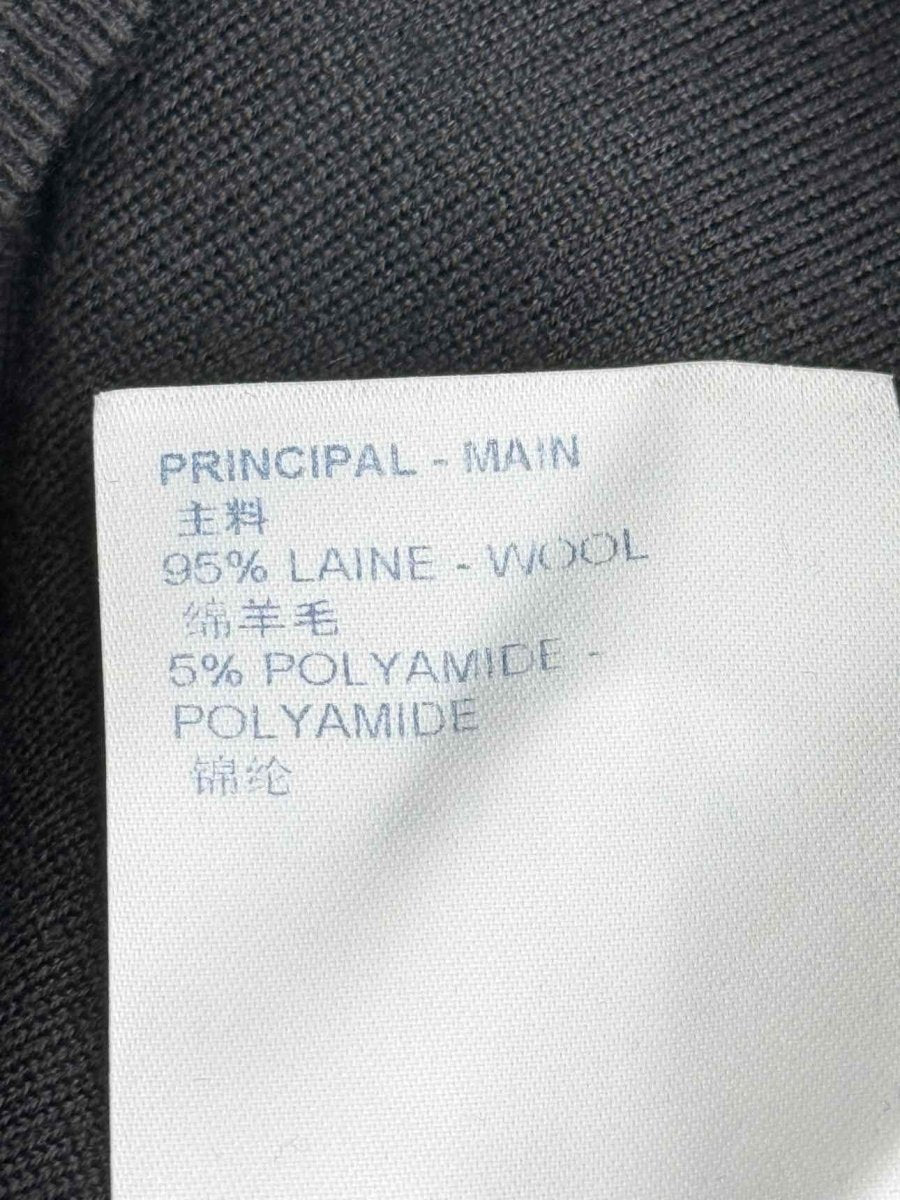 PRINCIPAL - MAIN
主料
95% LAINE - WOOL
绵羊毛
5% POLYAMIDE -
POLYAMIDE
锦纶